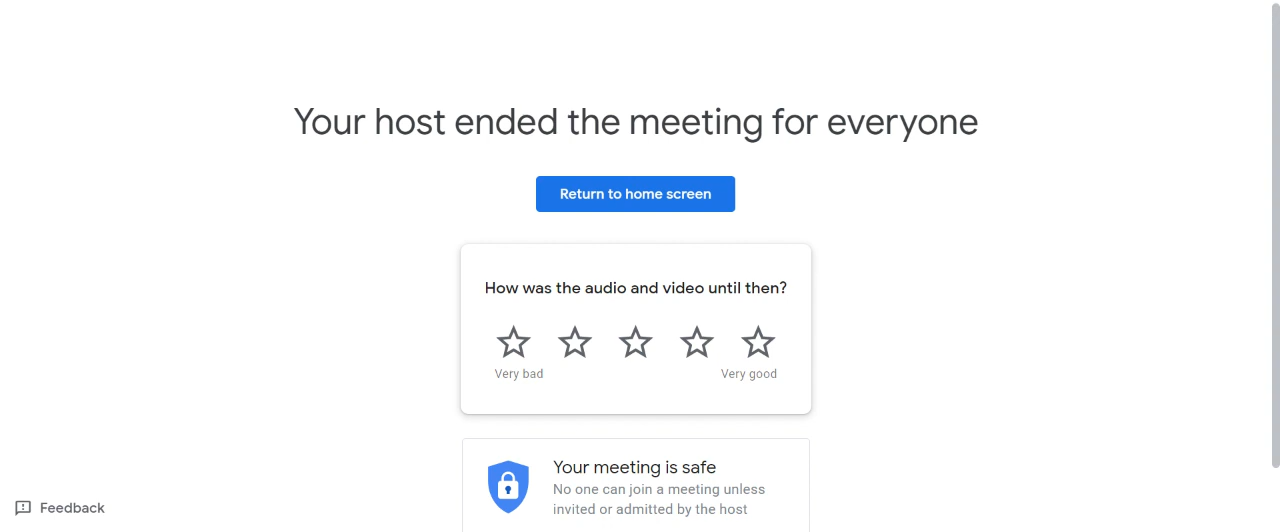 Your host ended the meeting for everyone
Return to home screen
How was the audio and video until then?
Very bad
Very good
Your meeting is safe
No one can join a meeting unless
invited or admitted by the host
Feedback